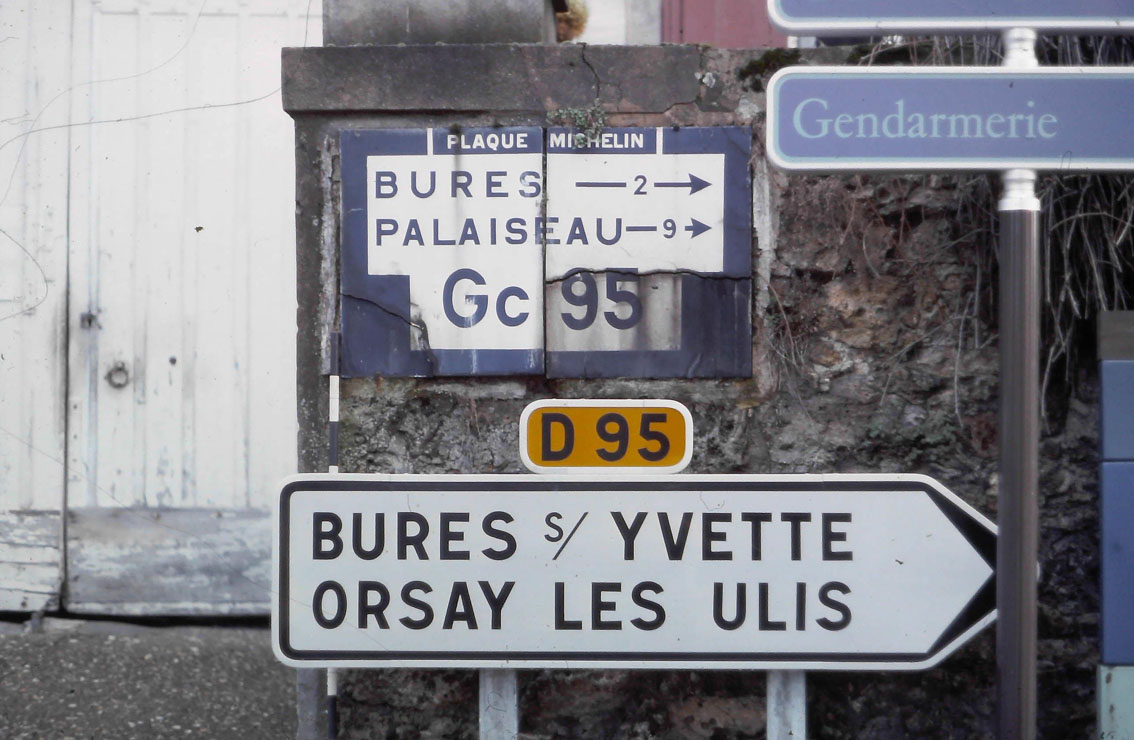 Gendarmerie
PLAQUE MICHELIN
BURES 2
PALAISEAU 9
Gc 95
D 95
BURES S/ YVETTE
ORSAY LES ULIS